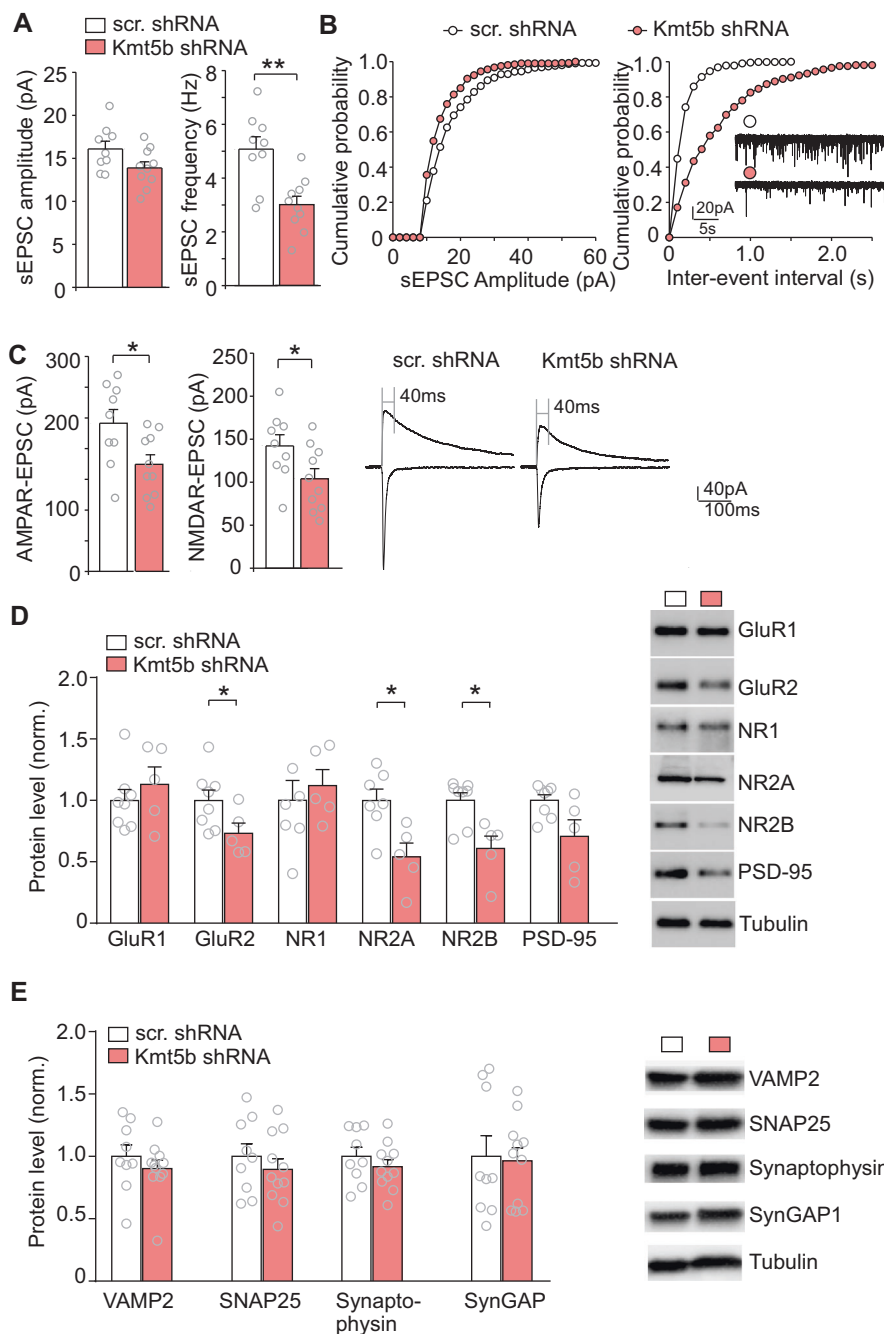 A
scr. shRNA
Kmt5b shRNA
sEPSC amplitude (pA)
25
20
15
10
5
0
sEPSC frequency (Hz)
8
6
4
2
0
**
B
scr. shRNA
Kmt5b shRNA
Cumulative probability
1.0
0.8
0.6
0.4
0.2
0
0
20
40
60
sEPSC Amplitude (pA)
Cumulative probability
1.0
0.8
0.6
0.4
0.2
0
0
1.0
2.0
Inter-event interval (s)
20pA
5s
C
AMPAR-EPSC (pA)
300
200
100
0
*
NMDAR-EPSC (pA)
250
200
150
100
50
0
*
scr. shRNA
Kmt5b shRNA
40ms
40ms
40pA
100ms
D
scr. shRNA
Kmt5b shRNA
Protein level (norm.)
2.0
1.5
1.0
0.5
0
*
*
*
GluR1
GluR2
NR1
NR2A
NR2B
PSD-95
GluR1
GluR2
NR1
NR2A
NR2B
PSD-95
Tubulin
E
scr. shRNA
Kmt5b shRNA
Protein level (norm.)
2.0
1.5
1.0
0.5
0
VAMP2
SNAP25
Synapto-
physin
SynGAP
VAMP2
SNAP25
Synaptophysin
SynGAP1
Tubulin